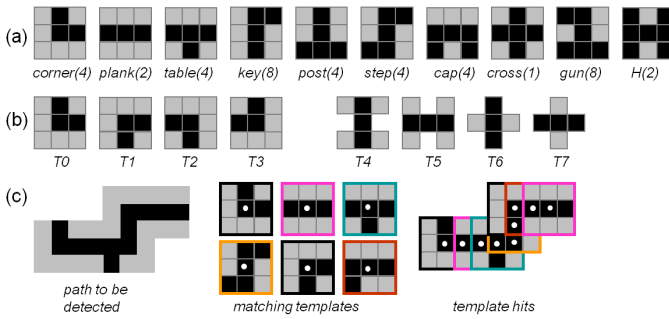 (a)
corner(4) plank(2) table(4) key(8) post(4) step(4) cap(4) cross(1) gun(8) H(2)
(b)
T0 T1 T2 T3 T4 T5 T6 T7
(c)
path to be
detected
matching templates
template hits